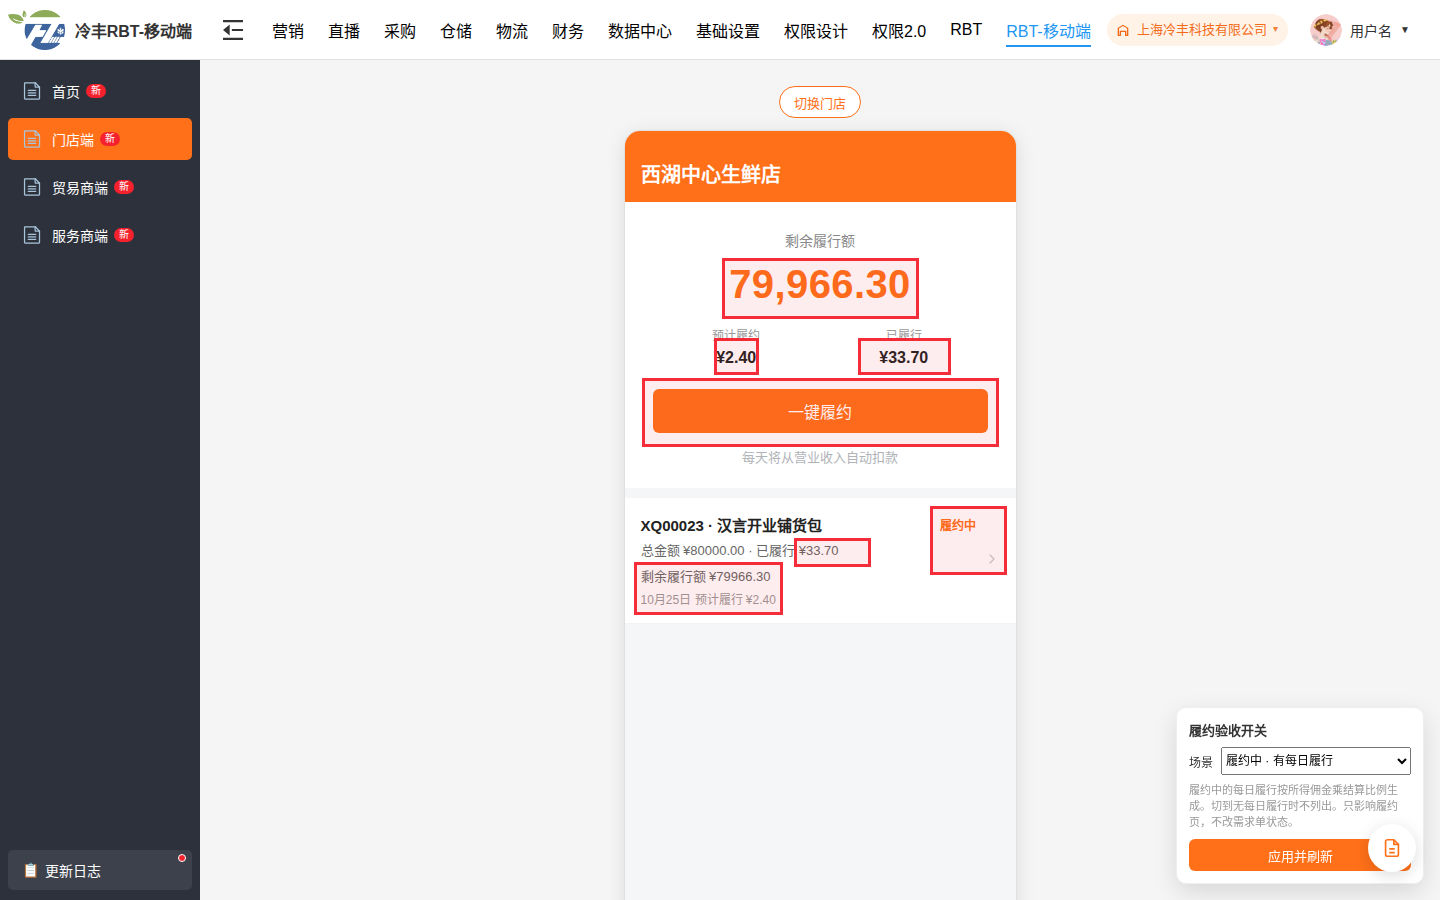 冷丰RBT-移动端
营销 直播 采购 仓储 物流 财务 数据中心 基础设置 权限设计 权限2.0 RBT RBT-移动端
上海冷丰科技有限公司
用户名
首页 新
门店端 新
贸易商端 新
服务商端 新
更新日志
切换门店
西湖中心生鲜店
剩余履行额
79,966.30
预计履约 已履行
¥2.40 ¥33.70
一键履约
每天将从营业收入自动扣款
XQ00023 · 汉言开业铺货包 履约中
总金额 ¥80000.00 · 已履行 ¥33.70
剩余履行额 ¥79966.30
10月25日 预计履行 ¥2.40
履约验收开关
场景 履约中 · 有每日履行
履约中的每日履行按所得佣金乘结算比例生
成。切到无每日履行时不列出。只影响履约
页，不改需求单状态。
应用并刷新